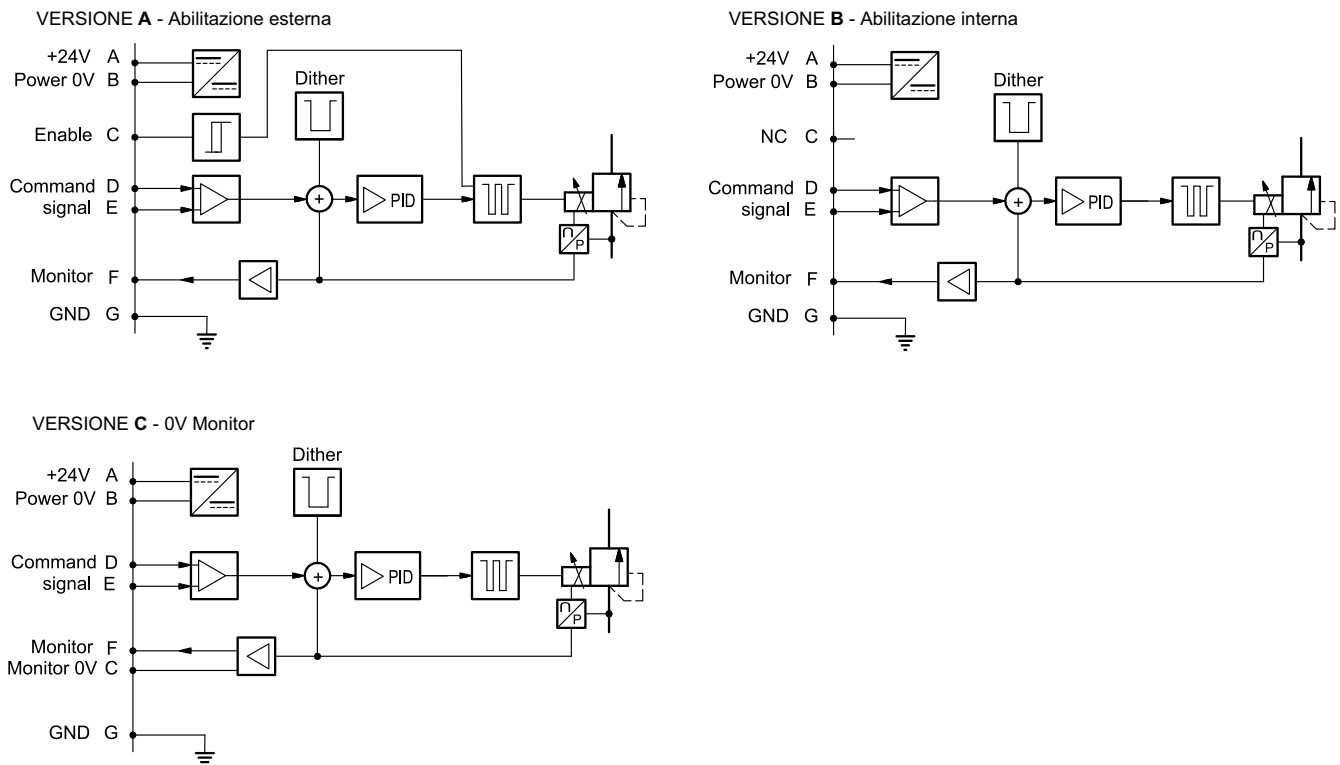 VERSIONE A - Abilitazione esterna
+24V A
Power 0V B
Dither
Enable C
Command D
signal E
PID
n
P
Monitor F
GND G
VERSIONE B - Abilitazione interna
+24V A
Power 0V B
Dither
NC C
Command D
signal E
PID
n
P
Monitor F
GND G
VERSIONE C - 0V Monitor
Dither
+24V A
Power 0V B
Command D
signal E
PID
n
P
Monitor F
Monitor 0V C
GND G